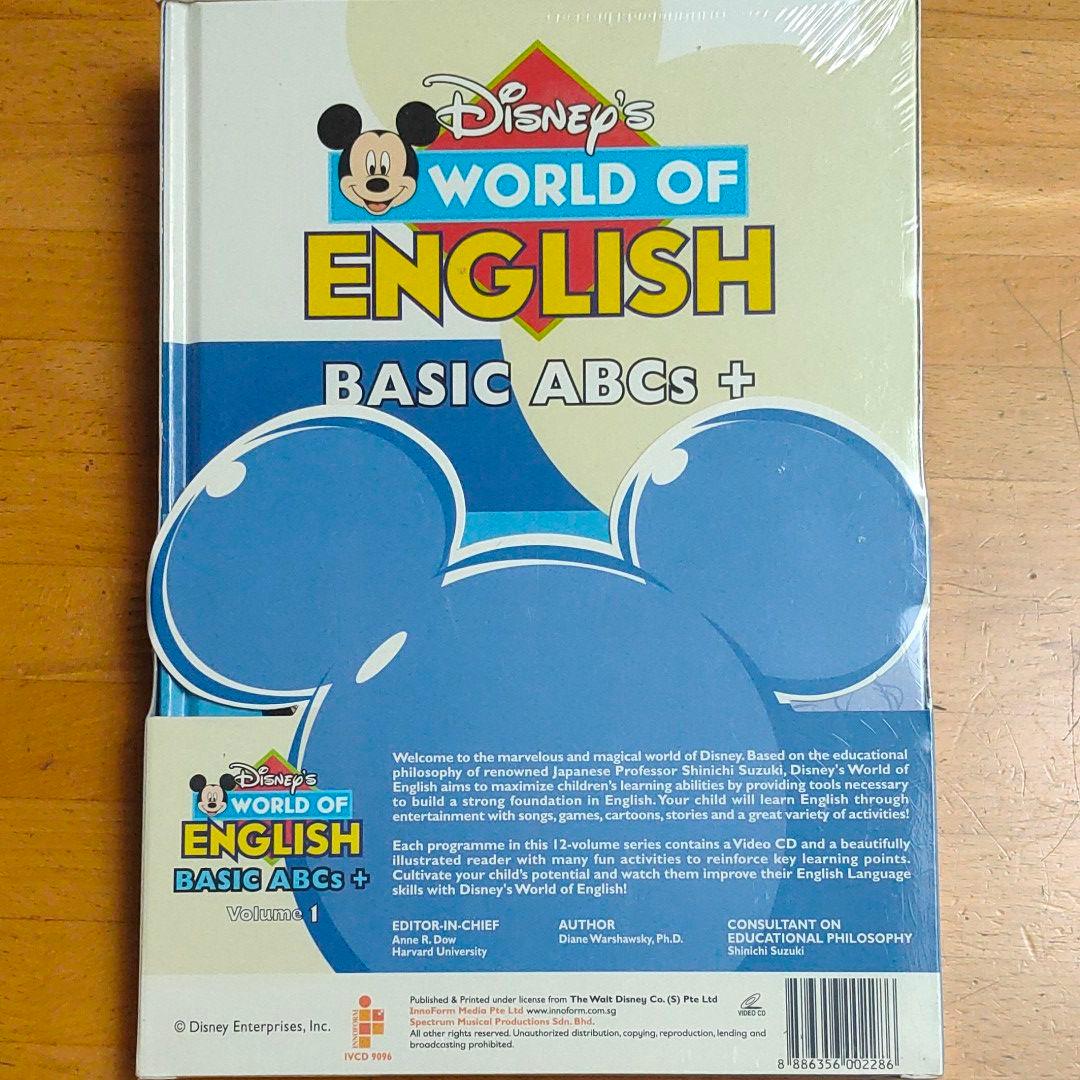 Disney's
WORLD OF
ENGLISH
BASIC ABCs +
Welcome to the marvelous and magical world of Disney. Based on the educational
philosophy of renowned Japanese Professor Shinichi Suzuki, Disney's World of
English aims to maximize children's learning abilities by providing tools necessary
to build a strong foundation in English. Your child will learn English through
entertainment with songs, games, cartoons, stories and a great variety of activities!
Each programme in this 12-volume series contains a Video CD and a beautifully
illustrated reader with many fun activities to reinforce key learning points.
Cultivate your child's potential and watch them improve their English Language
skills with Disney's World of English!
Disney's
WORLD OF
ENGLISH
BASIC ABCs +
Volume 1
EDITOR-IN-CHIEF
Anne R. Dow
Harvard University
AUTHOR
Diane Warshawsky, Ph.D.
CONSULTANT ON
EDUCATIONAL PHILOSOPHY
Shinichi Suzuki
© Disney Enterprises, Inc.
INNOFORM
IVCD 9096
Published & Printed under license from The Walt Disney Co. (S) Pte Ltd
InnoForm Media Pte Ltd www.innoform.com.sg
Spectrum Musical Productions Sdn. Bhd.
All other rights reserved. Unauthorized distribution, copying, reproduction, lending and
broadcasting prohibited.
VIDEO CD
8 886356 002286